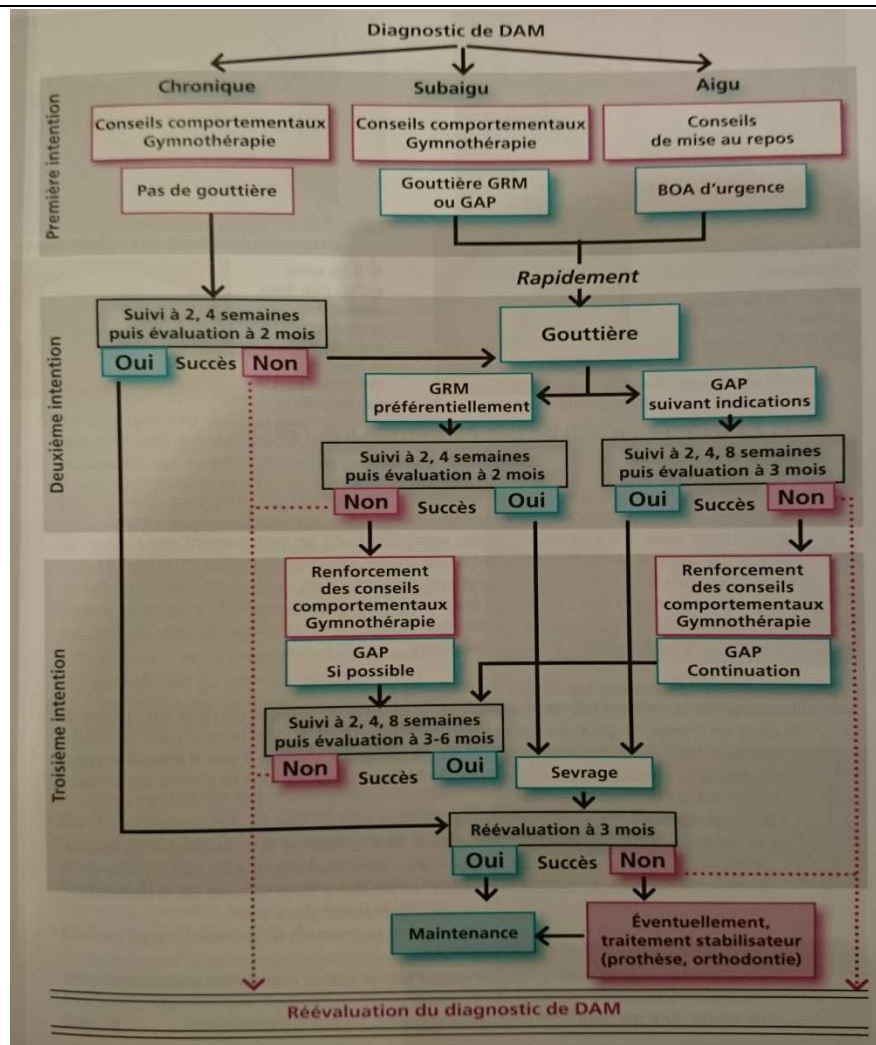 Diagnostic de DAM
Chronique
Subaigu
Aigu
Première intention
Conseils comportementaux
Gymnothérapie
Conseils comportementaux
Gymnothérapie
Conseils
de mise au repos
Pas de gouttière
Gouttière GRM
ou GAP
BOA d'urgence
Rapidement
Deuxième intention
Suivi à 2, 4 semaines
puis évaluation à 2 mois
Oui Succès Non
Gouttière
GRM
préférentiellement
GAP
suivant indications
Suivi à 2, 4 semaines
puis évaluation à 2 mois
Non Succès Oui
Suivi à 2, 4, 8 semaines
puis évaluation à 3 mois
Oui Succès Non
Troisième intention
Renforcement
des conseils
comportementaux
Gymnothérapie
Renforcement
des conseils
comportementaux
Gymnothérapie
GAP
Si possible
GAP
Continuation
Suivi à 2, 4, 8 semaines
puis évaluation à 3-6 mois
Non Succès Oui
Sevrage
Réévaluation à 3 mois
Oui Succès Non
Maintenance
Éventuellement,
traitement stabilisateur
(prothèse, orthodontie)
Réévaluation du diagnostic de DAM